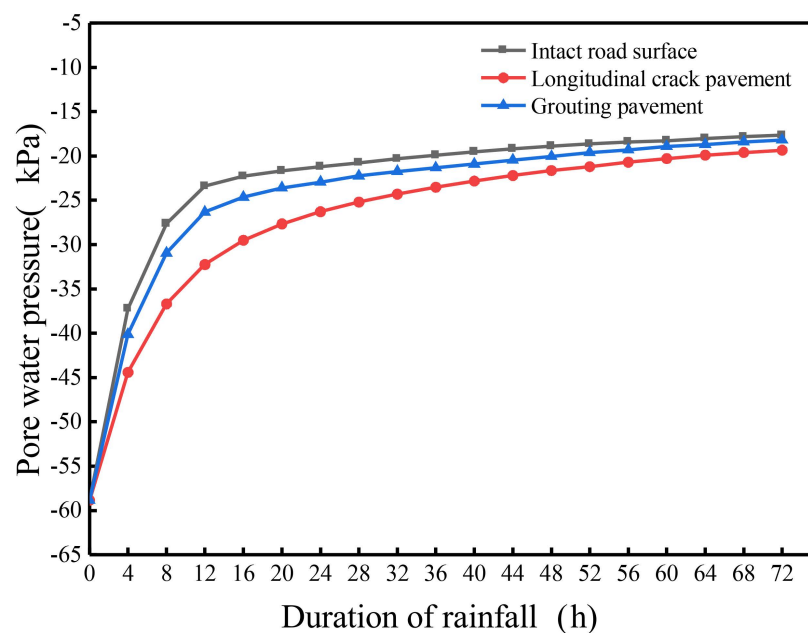 -5
-10
-15
-20
-25
-30
-35
-40
-45
-50
-55
-60
-65
Pore water pressure( kPa)
Intact road surface
Longitudinal crack pavement
Grouting pavement
0 4 8 12 16 20 24 28 32 36 40 44 48 52 56 60 64 68 72
Duration of rainfall (h)